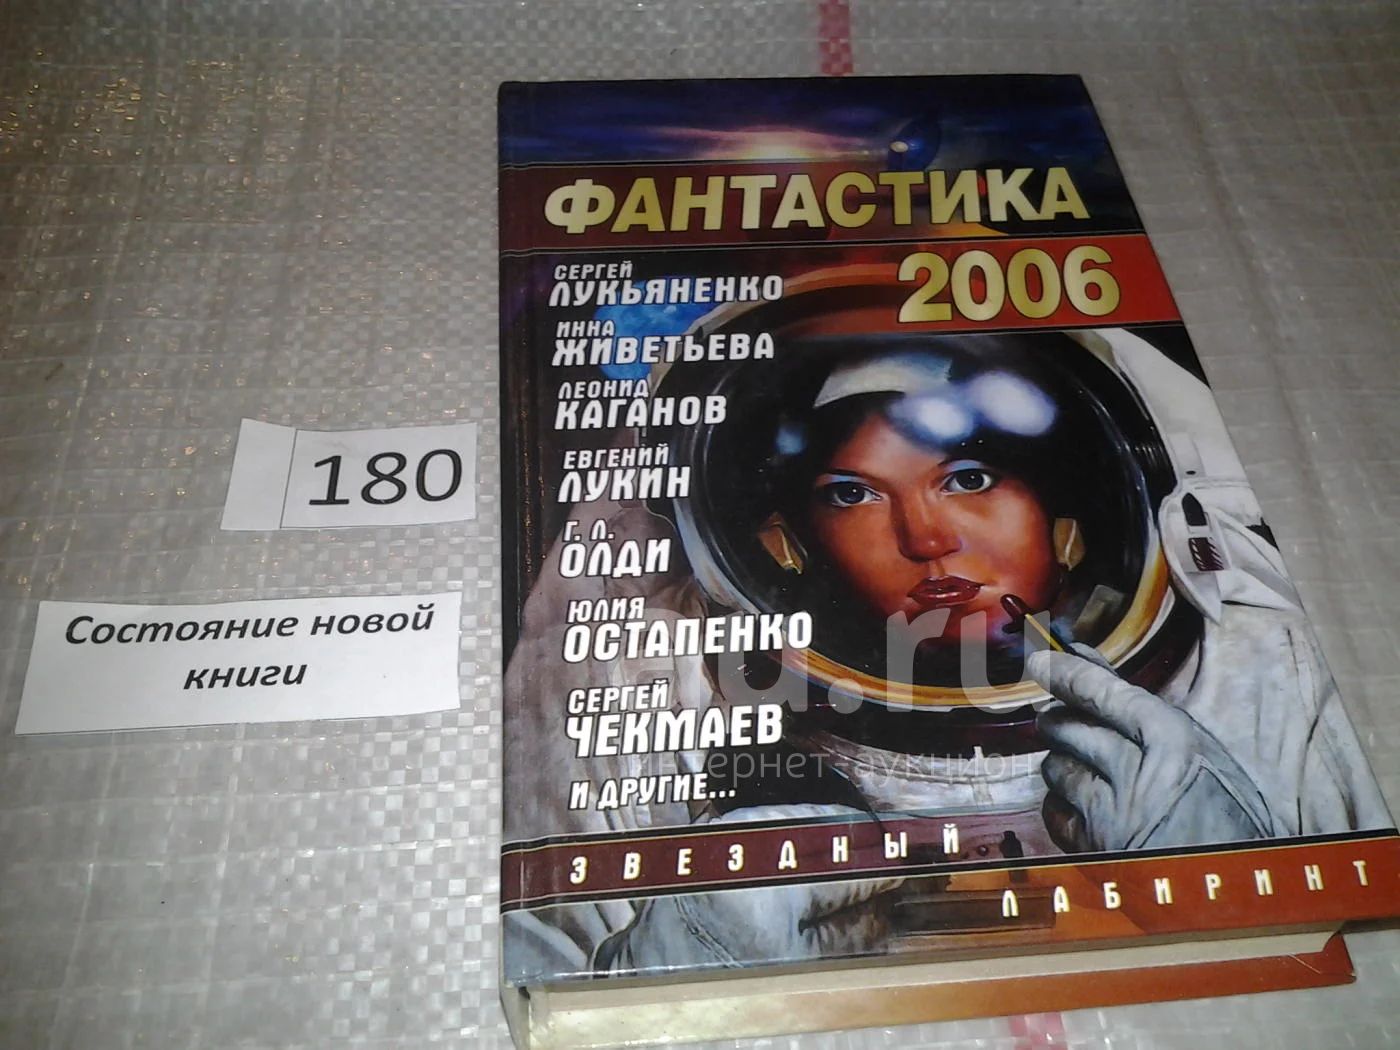 ФАНТАСТИКА
2006
СЕРГЕЙ
ЛУКЬЯНЕНКО
ИННА
ЖИВЕТЬЕВА
ЛЕОНИД
КАГАНОВ
ЕВГЕНИЙ
ЛУКИН
Г. Л.
ОЛДИ
ЮЛИЯ
ОСТАПЕНКО
СЕРГЕЙ
ЧЕКМАЕВ
И ДРУГИЕ...
ЗВЕЗДНЫЙ
ЛАБИРИНТ
180
Состояние новой
книги
au.ru
интернет-аукцион